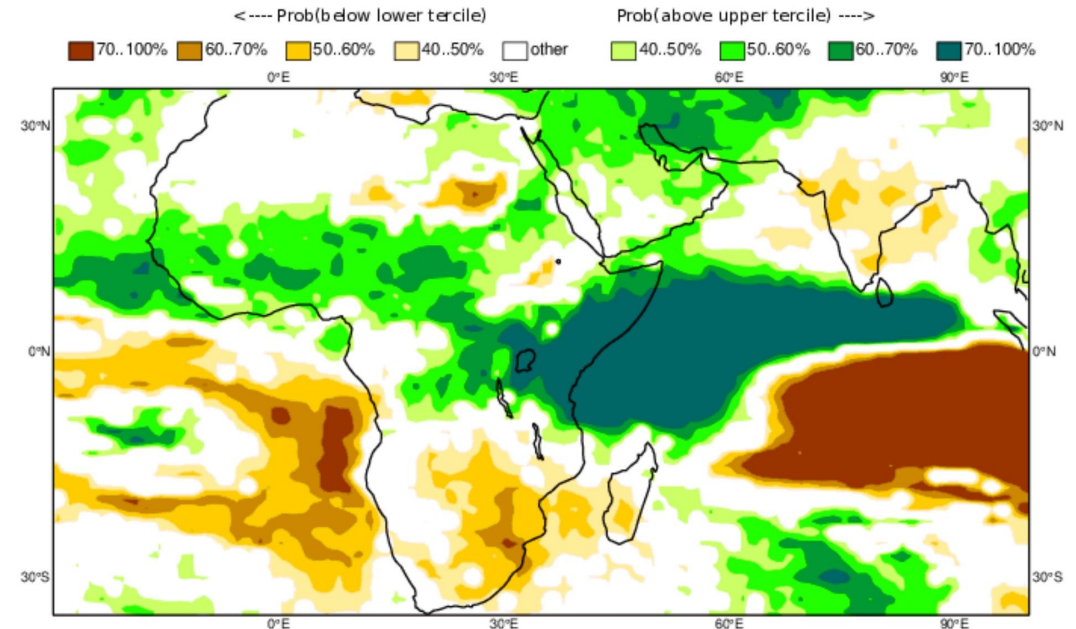 <---- Prob(below lower tercile) Prob(above upper tercile) ---->
70..100% 60..70% 50..60% 40..50% other 40..50% 50..60% 60..70% 70..100%
0°E 30°E 60°E 90°E
30°N 30°N
0°N 0°N
30°S 30°S
0°E 30°E 60°E 90°E